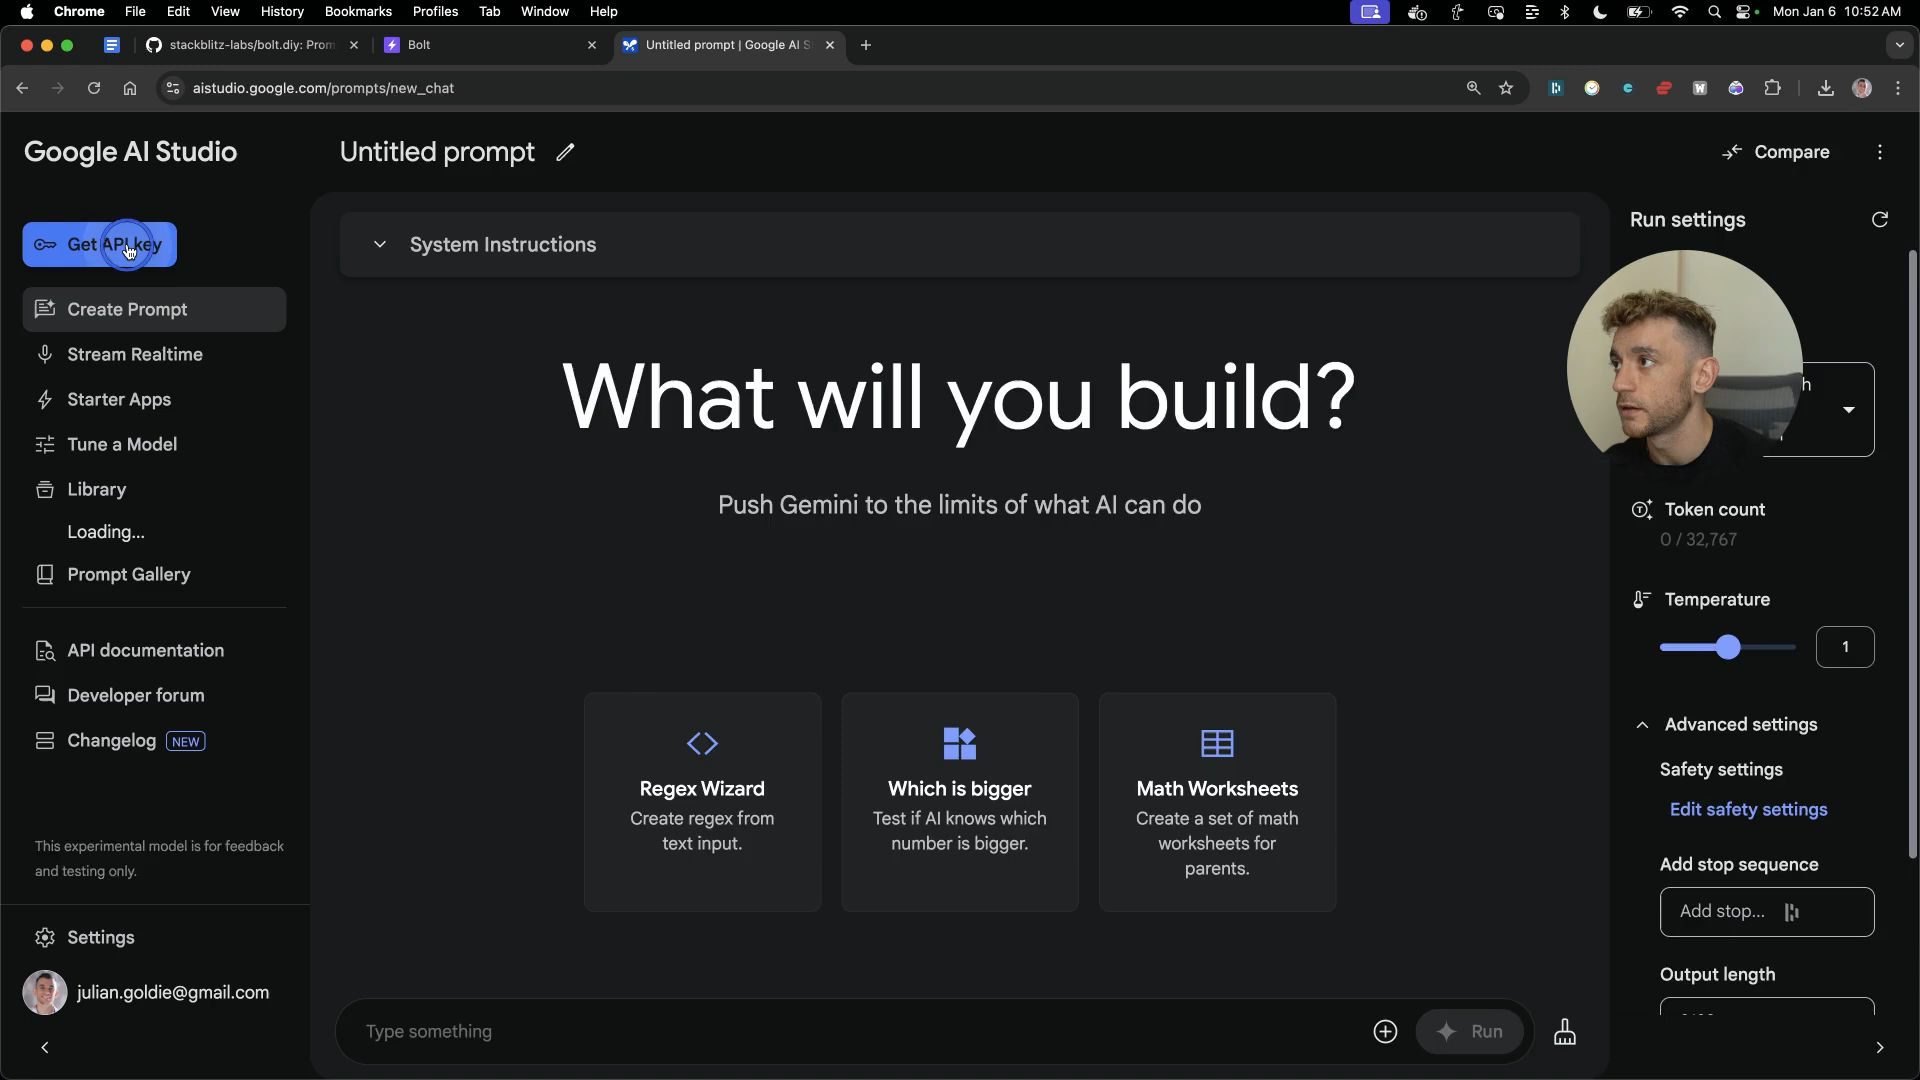 Chrome File Edit View History Bookmarks Profiles Tab Window Help
Mon Jan 6 10:52 AM
stackblitz-labs/bolt.diy: Prom
Bolt
Untitled prompt | Google AI S
aistudio.google.com/prompts/new_chat
Google AI Studio
Untitled prompt
Compare
Get API key
Create Prompt
Stream Realtime
Starter Apps
Tune a Model
Library
Loading...
Prompt Gallery
API documentation
Developer forum
Changelog NEW
This experimental model is for feedback
and testing only.
Settings
julian.goldie@gmail.com
System Instructions
What will you build?
Push Gemini to the limits of what AI can do
Regex Wizard
Create regex from
text input.
Which is bigger
Test if AI knows which
number is bigger.
Math Worksheets
Create a set of math
worksheets for
parents.
Type something
Run
Run settings
h
Token count
0 / 32,767
Temperature
1
Advanced settings
Safety settings
Edit safety settings
Add stop sequence
Add stop...
Output length